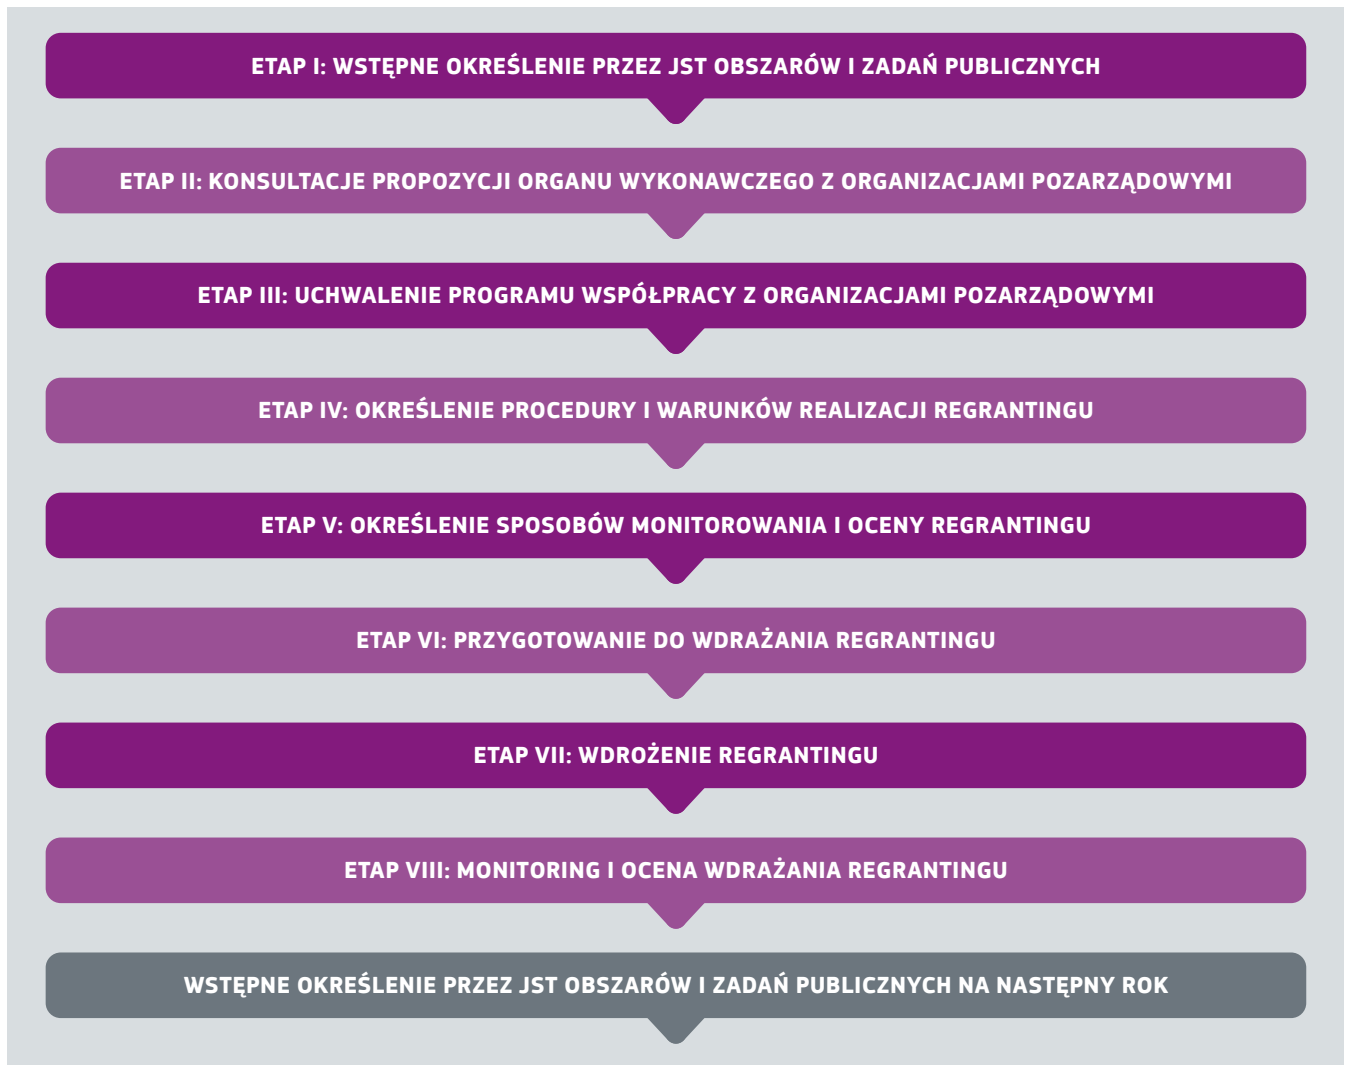 ETAP I: WSTĘPNE OKREŚLENIE PRZEZ JST OBSZARÓW I ZADAŃ PUBLICZNYCH
ETAP II: KONSULTACJE PROPOZYCJI ORGANU WYKONAWCZEGO Z ORGANIZACJAMI POZARZĄDOWYMI
ETAP III: UCHWALENIE PROGRAMU WSPÓŁPRACY Z ORGANIZACJAMI POZARZĄDOWYMI
ETAP IV: OKREŚLENIE PROCEDURY I WARUNKÓW REALIZACJI REGRANTINGU
ETAP V: OKREŚLENIE SPOSOBÓW MONITOROWANIA I OCENY REGRANTINGU
ETAP VI: PRZYGOTOWANIE DO WDRAŻANIA REGRANTINGU
ETAP VII: WDROŻENIE REGRANTINGU
ETAP VIII: MONITORING I OCENA WDRAŻANIA REGRANTINGU
WSTĘPNE OKREŚLENIE PRZEZ JST OBSZARÓW I ZADAŃ PUBLICZNYCH NA NASTĘPNY ROK